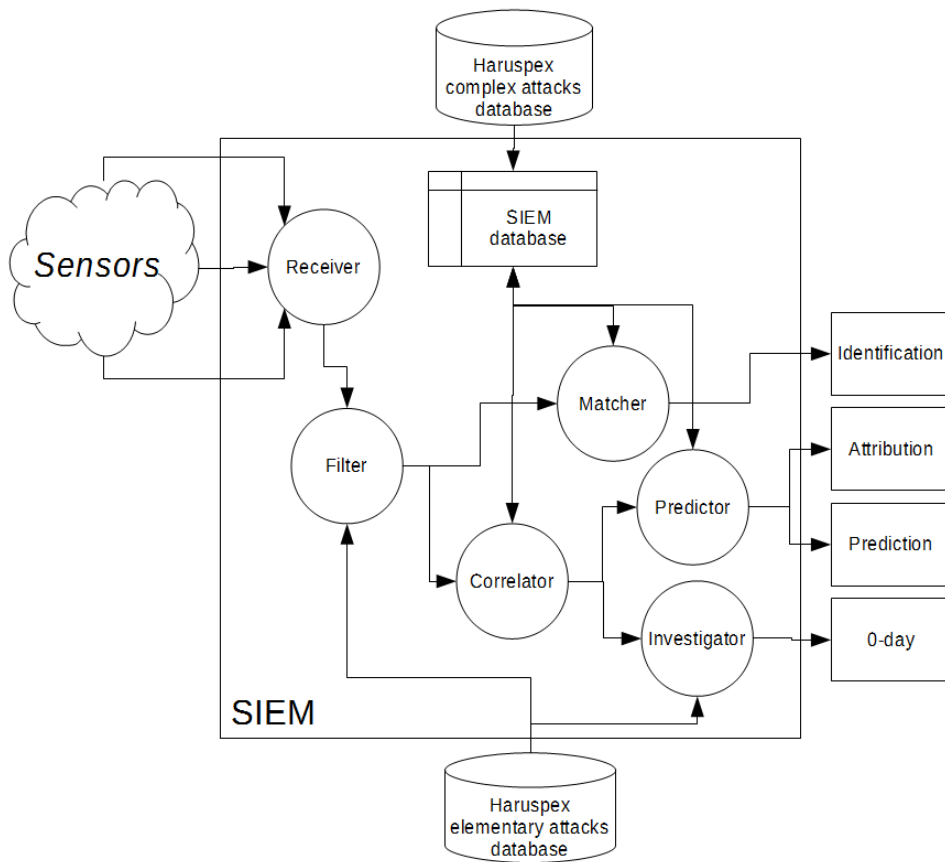 Haruspex
complex attacks
database
SIEM
database
Sensors
Receiver
Identification
Matcher
Attribution
Filter
Predictor
Prediction
Correlator
Investigator
0-day
SIEM
Haruspex
elementary attacks
database